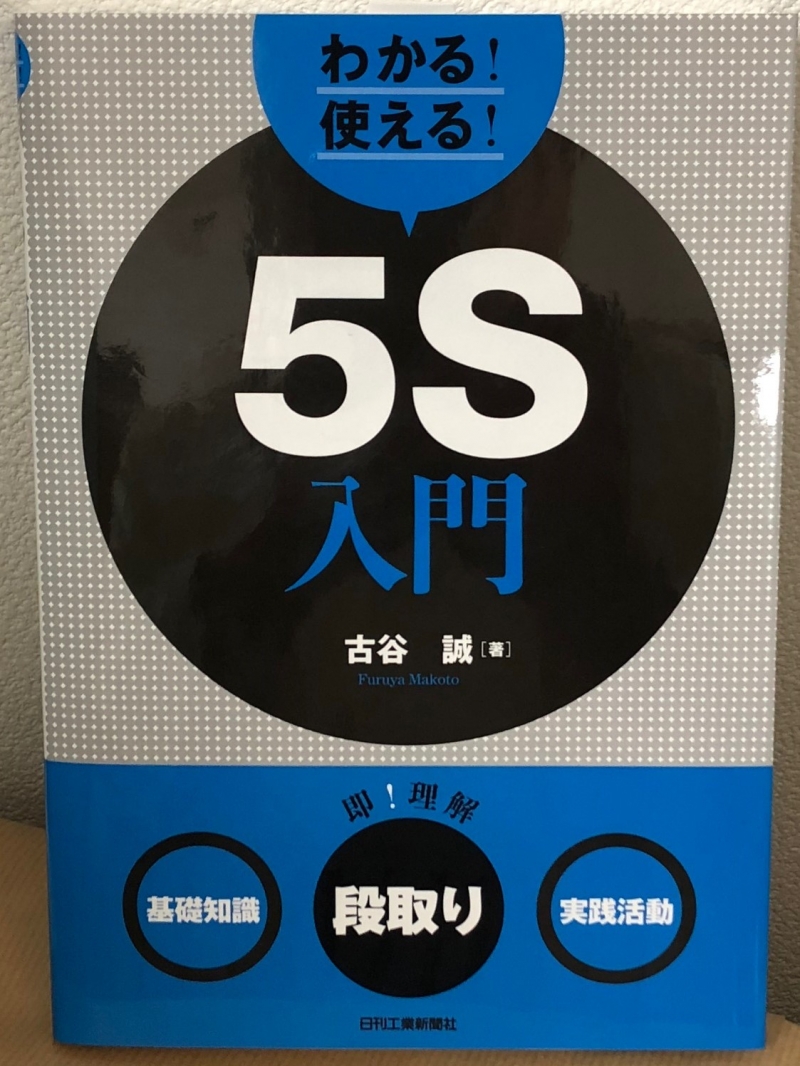 わかる!
使える!
5S
入門
古谷 誠[著]
Furuya Makoto
即!理解
基礎知識
段取り
実践活動
日刊工業新聞社